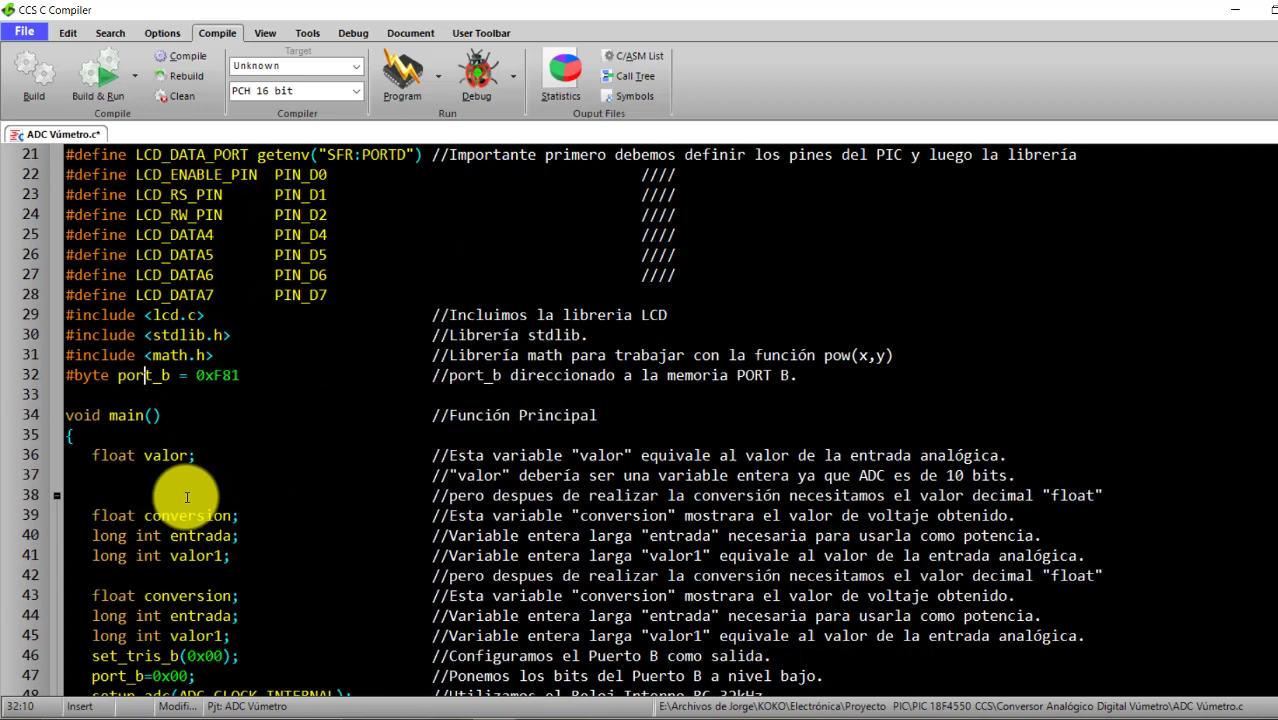 CCS C Compiler
File Edit Search Options Compile View Tools Debug Document User Toolbar
Build
Build & Run
Compile
Rebuild
Clean
Compile
Target
Unknown
PCH 16 bit
Compiler
Program
Debug
Run
Statistics
C/ASM List
Call Tree
Symbols
Ouput Files
ADC Vúmetro.c*
21 #define LCD_DATA_PORT getenv("SFR:PORTD") //Importante primero debemos definir los pines del PIC y luego la librería
22 #define LCD_ENABLE_PIN PIN_D0 ////
23 #define LCD_RS_PIN PIN_D1 ////
24 #define LCD_RW_PIN PIN_D2 ////
25 #define LCD_DATA4 PIN_D4 ////
26 #define LCD_DATA5 PIN_D5 ////
27 #define LCD_DATA6 PIN_D6 ////
28 #define LCD_DATA7 PIN_D7
29 #include <lcd.c> //Incluimos la libreria LCD
30 #include <stdlib.h> //Librería stdlib.
31 #include <math.h> //Librería math para trabajar con la función pow(x,y)
32 #byte port_b = 0xF81 //port_b direccionado a la memoria PORT B.
33
34 void main() //Función Principal
35 {
36 float valor; //Esta variable "valor" equivale al valor de la entrada analógica.
37 //"valor" debería ser una variable entera ya que ADC es de 10 bits.
38 //pero despues de realizar la conversión necesitamos el valor decimal "float"
39 float conversion; //Esta variable "conversion" mostrara el valor de voltaje obtenido.
40 long int entrada; //Variable entera larga "entrada" necesaria para usarla como potencia.
41 long int valor1; //Variable entera larga "valor1" equivale al valor de la entrada analógica.
42 //pero despues de realizar la conversión necesitamos el valor decimal "float"
43 float conversion; //Esta variable "conversion" mostrara el valor de voltaje obtenido.
44 long int entrada; //Variable entera larga "entrada" necesaria para usarla como potencia.
45 long int valor1; //Variable entera larga "valor1" equivale al valor de la entrada analógica.
46 set_tris_b(0x00); //Configuramos el Puerto B como salida.
47 port_b=0x00; //Ponemos los bits del Puerto B a nivel bajo.
48 setup_adc(ADC_CLOCK_INTERNAL); //Utilizamos el Reloj Interno RC 32kHz
32:10 Insert Modifi... Pjt: ADC Vúmetro E:\Archivos de Jorge\KOKO\Electrónica\Proyecto PIC\PIC 18F4550 CCS\Conversor Analógico Digital Vúmetro\ADC Vúmetro.c